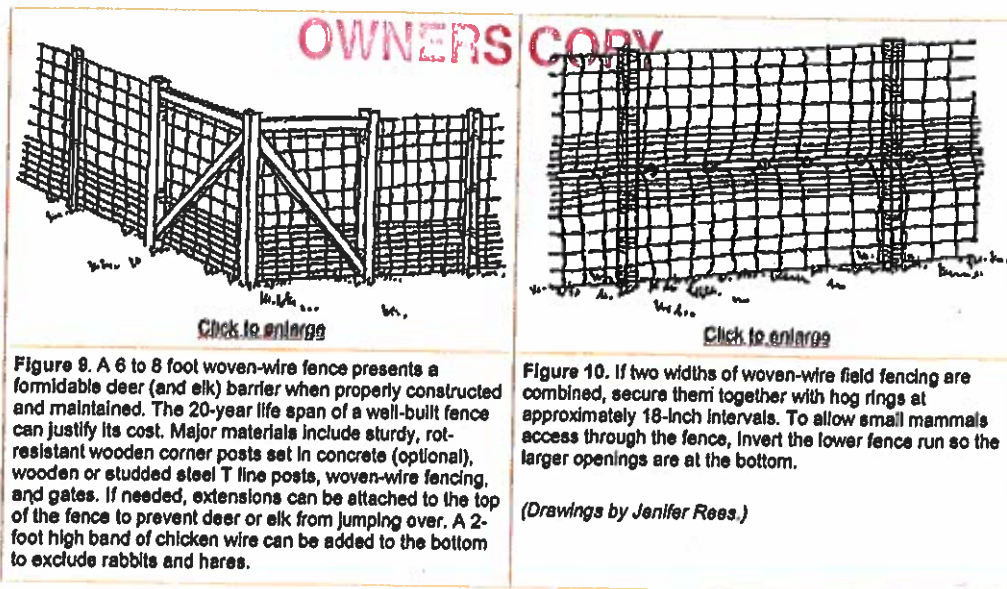 OWNERS COPY
Click to enlarge
Figure 9. A 6 to 8 foot woven-wire fence presents a
formidable deer (and elk) barrier when properly constructed
and maintained. The 20-year life span of a well-built fence
can justify its cost. Major materials include sturdy, rot-
resistant wooden corner posts set in concrete (optional),
wooden or studded steel T line posts, woven-wire fencing,
and gates. If needed, extensions can be attached to the top
of the fence to prevent deer or elk from jumping over. A 2-
foot high band of chicken wire can be added to the bottom
to exclude rabbits and hares.
Click to enlarge
Figure 10. If two widths of woven-wire field fencing are
combined, secure them together with hog rings at
approximately 18-inch intervals. To allow small mammals
access through the fence, invert the lower fence run so the
larger openings are at the bottom.
(Drawings by Jenifer Rees.)